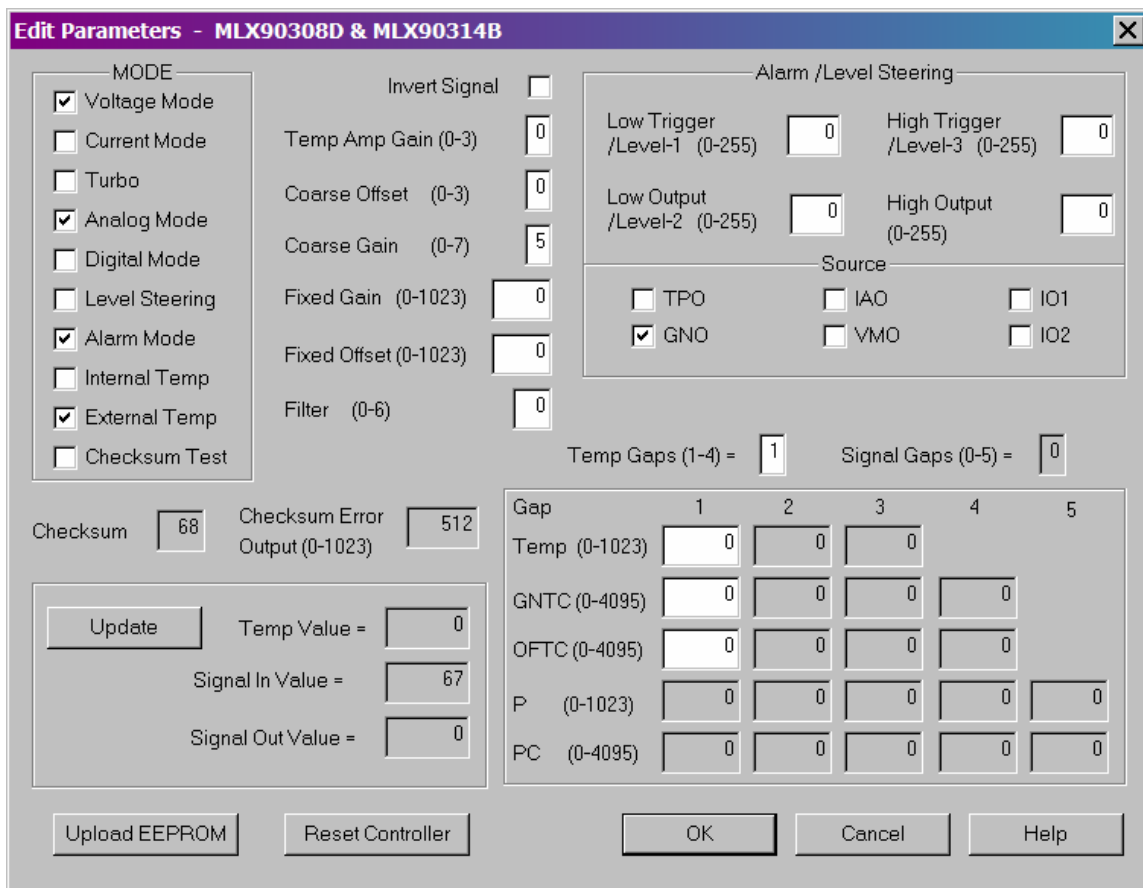 Edit Parameters - MLX90308D & MLX90314B
MODE
Voltage Mode
Current Mode
Turbo
Analog Mode
Digital Mode
Level Steering
Alarm Mode
Internal Temp
External Temp
Checksum Test
Invert Signal
Temp Amp Gain (0-3) 0
Coarse Offset (0-3) 0
Coarse Gain (0-7) 5
Fixed Gain (0-1023) 0
Fixed Offset (0-1023) 0
Filter (0-6) 0
Alarm /Level Steering
Low Trigger
/Level-1 (0-255) 0
High Trigger
/Level-3 (0-255) 0
Low Output
/Level-2 (0-255) 0
High Output
(0-255) 0
Source
TPO IAO IO1
GNO VMO IO2
Temp Gaps (1-4) = 1 Signal Gaps (0-5) = 0
Checksum 68
Checksum Error
Output (0-1023) 512
Gap 1 2 3 4 5
Temp (0-1023) 0 0 0
GNTC (0-4095) 0 0 0 0
OFTC (0-4095) 0 0 0 0
P (0-1023) 0 0 0 0 0
PC (0-4095) 0 0 0 0 0
Update
Temp Value = 0
Signal In Value = 67
Signal Out Value = 0
Upload EEPROM Reset Controller OK Cancel Help